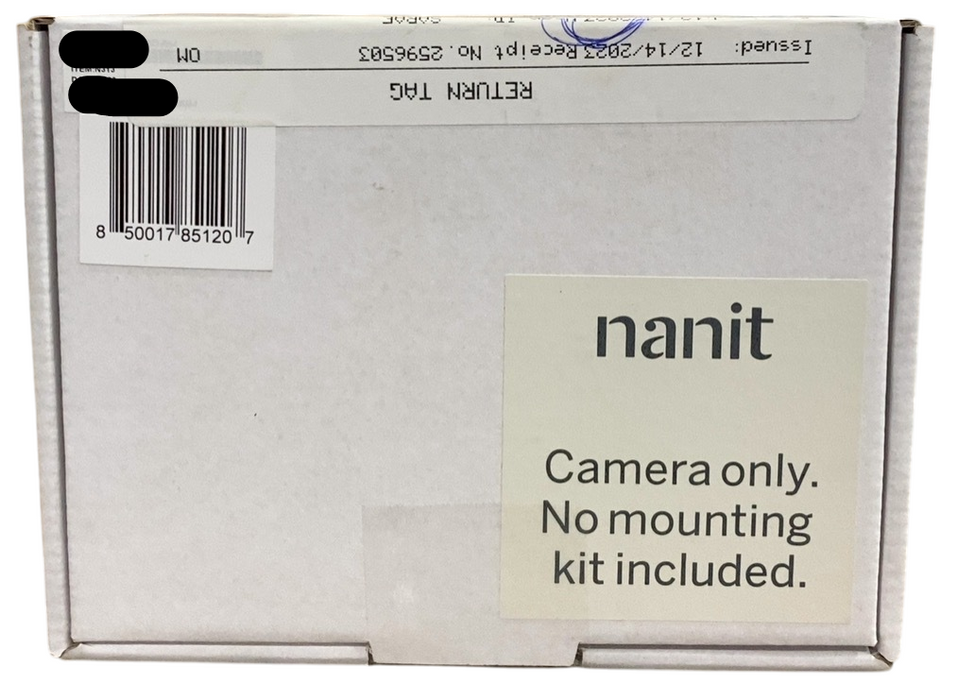 RETURN TAG
Issued: 12/14/2023 Receipt No.2596503
OM
8 50017 85120 7
nanit
Camera only.
No mounting
kit included.